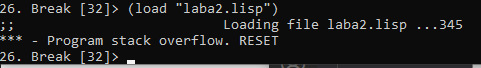 26. Break [32]> (load "laba2.lisp")
;; Loading file laba2.lisp ...345
*** - Program stack overflow. RESET
26. Break [32]>